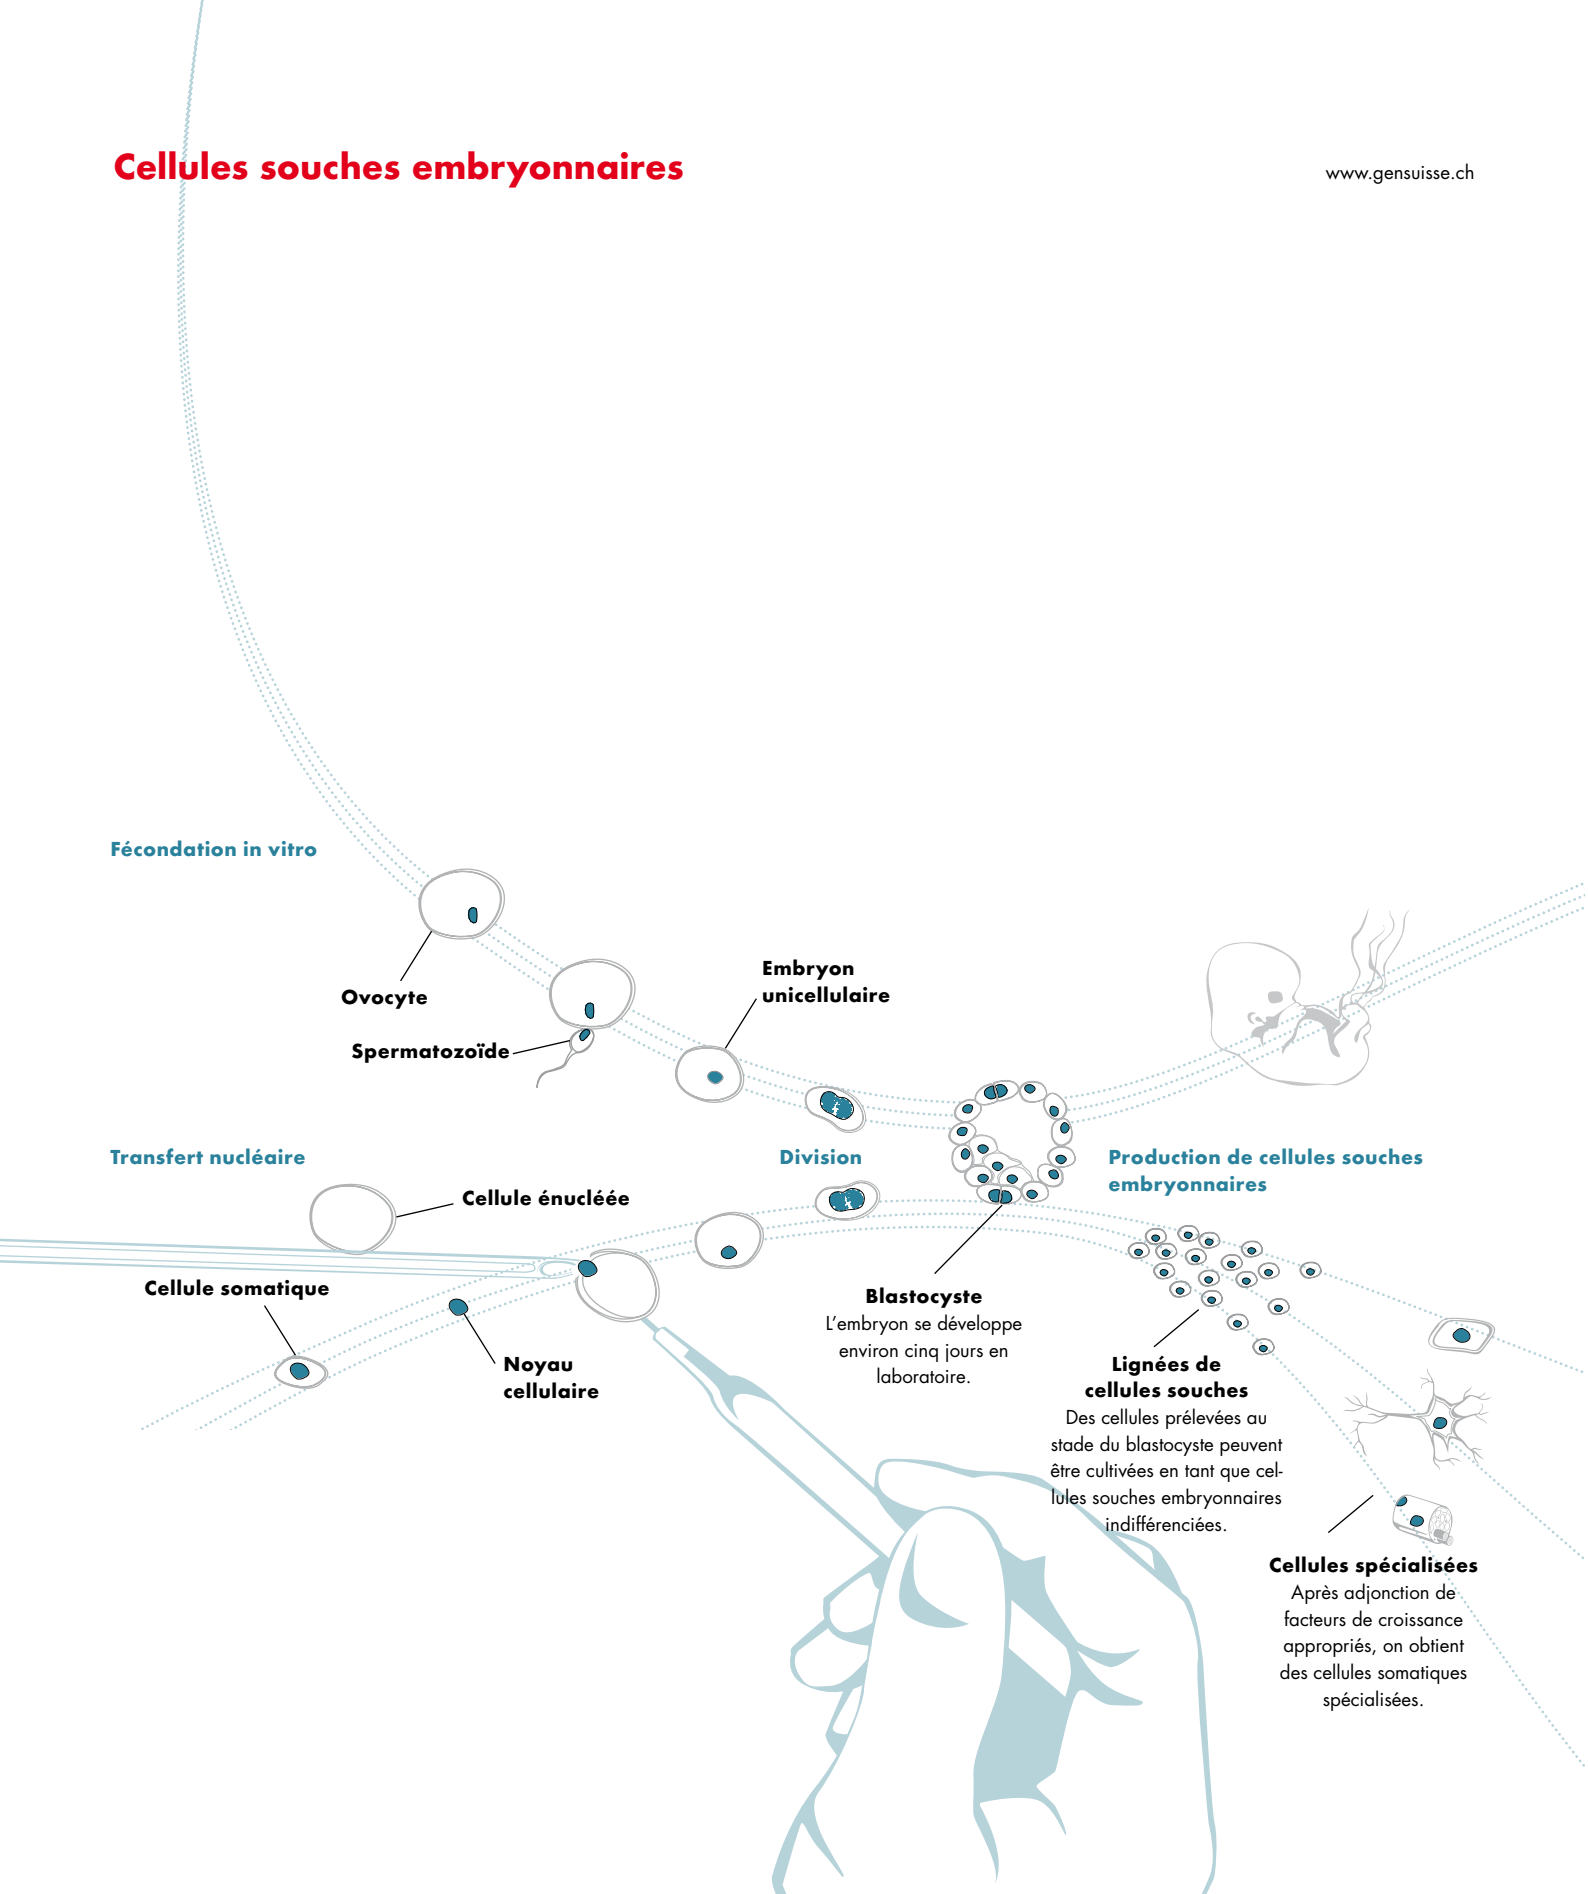 Cellules souches embryonnaires
www.gensuisse.ch
Fécondation in vitro
Ovocyte
Spermatozoïde
Embryon
unicellulaire
Transfert nucléaire
Cellule énucléée
Cellule somatique
Noyau
cellulaire
Division
Blastocyste
L’embryon se développe
environ cinq jours en
laboratoire.
Production de cellules souches
embryonnaires
Lignées de
cellules souches
Des cellules prélevées au
stade du blastocyste peuvent
être cultivées en tant que cel-
lules souches embryonnaires
indifférenciées.
Cellules spécialisées
Après adjonction de
facteurs de croissance
appropriés, on obtient
des cellules somatiques
spécialisées.